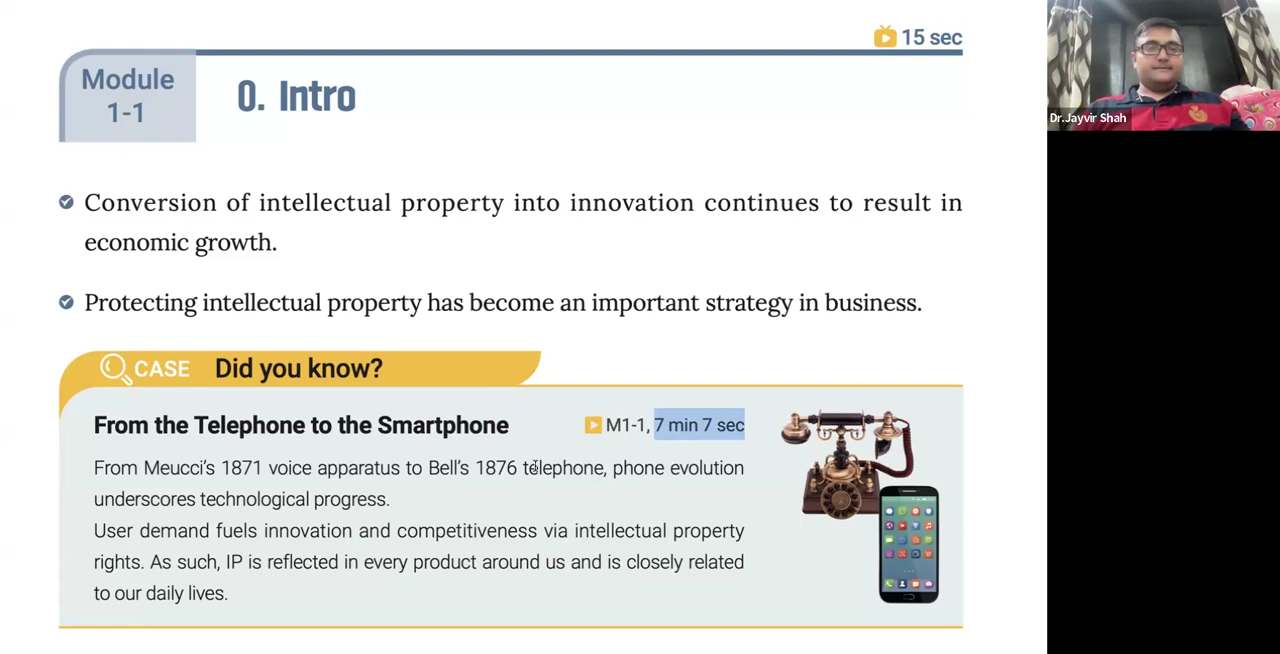 15 sec
Module
1-1
0. Intro
Conversion of intellectual property into innovation continues to result in
economic growth.
Protecting intellectual property has become an important strategy in business.
CASE Did you know?
From the Telephone to the Smartphone M1-1, 7 min 7 sec
From Meucci's 1871 voice apparatus to Bell's 1876 telephone, phone evolution
underscores technological progress.
User demand fuels innovation and competitiveness via intellectual property
rights. As such, IP is reflected in every product around us and is closely related
to our daily lives.
Dr.Jayvir Shah